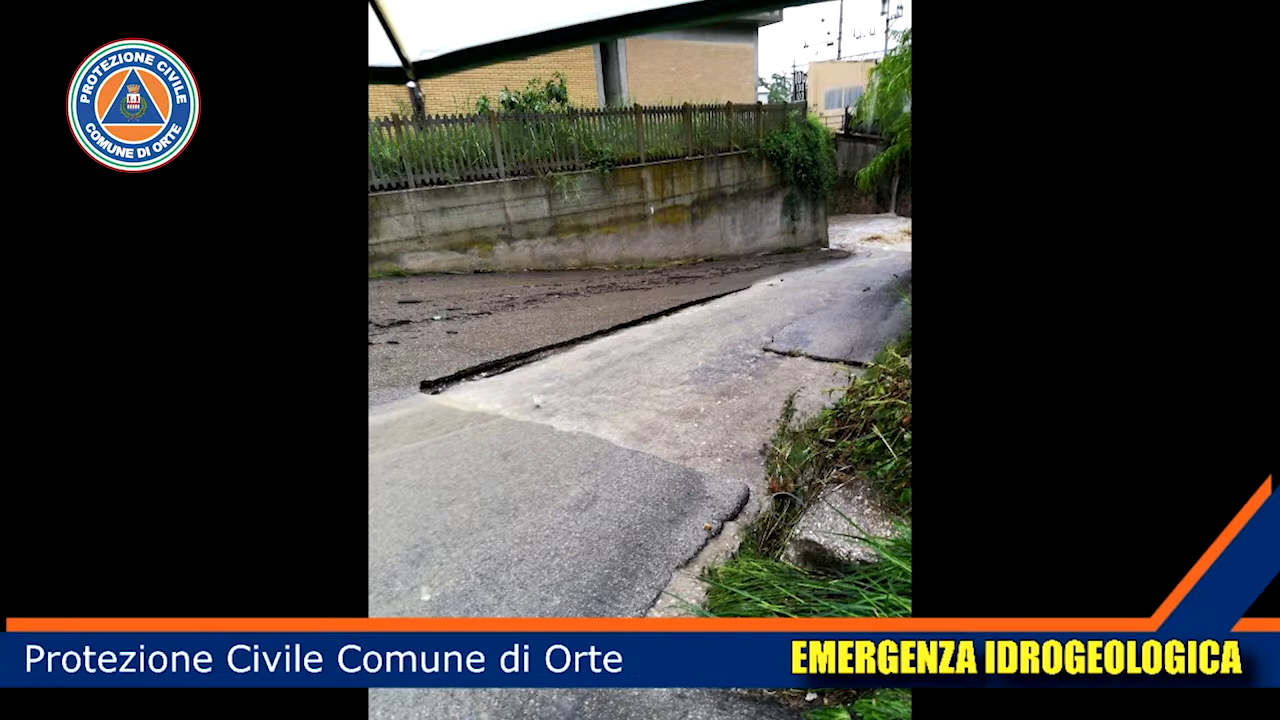 PROTEZIONE CIVILE
COMUNE DI ORTE
Protezione Civile Comune di Orte
EMERGENZA IDROGEOLOGICA